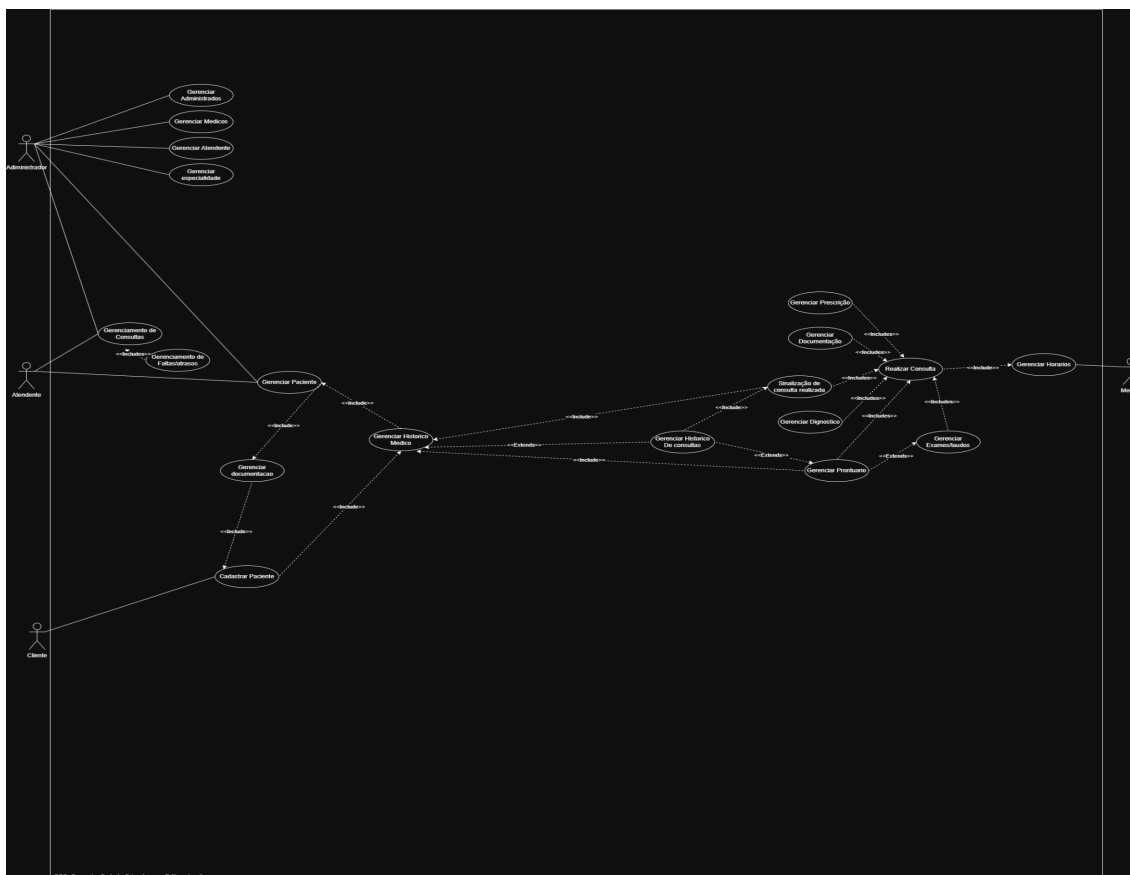 Gerenciar
Administrados
Gerenciar Medicos
Gerenciar Atendente
Gerenciar
especialidade
Administrador
Gerenciamento de
Consultas
<<Includes>>
Gerenciamento de
Faltas/atrasos
Atendente
Gerenciar Paciente
<<Include>>
<<Include>>
Gerenciar Historico
Medico
Gerenciar
documentacao
<<Include>>
<<Include>>
Cadastrar Paciente
Cliente
Gerenciar Prescrição
<<Includes>>
Gerenciar
Documentação
<<Includes>>
Realizar Consulta
<<Include>>
Gerenciar Horarios
Sinalização de
consulta realizada
<<Includes>>
<<Includes>>
<<Include>>
<<Include>>
Gerenciar Dignostico
<<Includes>>
<<Includes>>
Gerenciar Historico
De consultas
<<Extends>>
<<Extends>>
Gerenciar
Exames/laudos
<<Include>>
<<Extends>>
Gerenciar Prontuario
Me